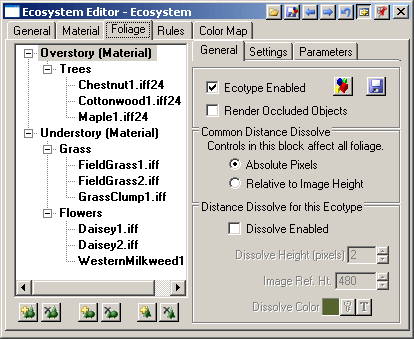 Ecosystem Editor - Ecosystem
General Material Foliage Rules Color Map
Overstory (Material)
Trees
Chestnut1.iff24
Cottonwood1.iff24
Maple1.iff24
Understory (Material)
Grass
FieldGrass1.iff
FieldGrass2.iff
GrassClump1.iff
Flowers
Daisey1.iff
Daisey2.iff
WesternMilkweed1
General Settings Parameters
Ecotype Enabled
Render Occluded Objects
Common Distance Dissolve
Controls in this block affect all foliage.
Absolute Pixels
Relative to Image Height
Distance Dissolve for this Ecotype
Dissolve Enabled
Dissolve Height (pixels) 2
Image Ref. Ht. 480
Dissolve Color T